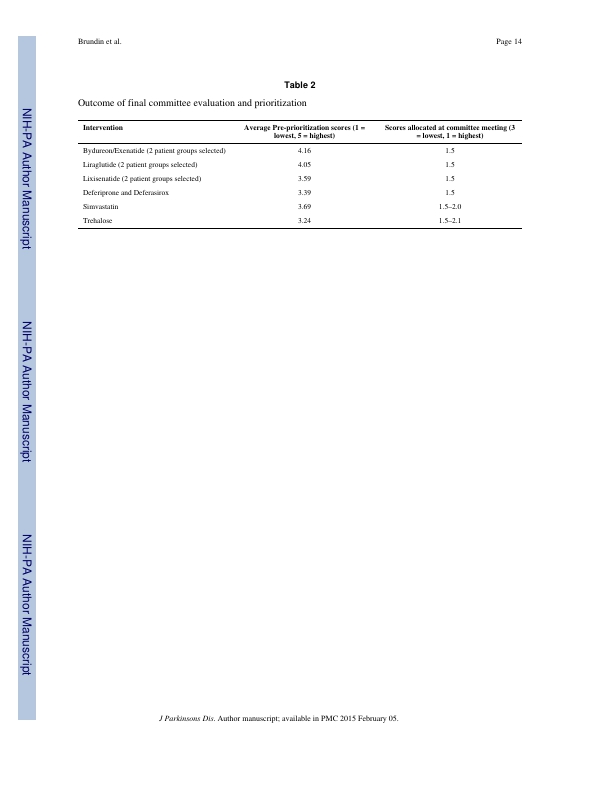 Brundin et al. Page 14
Table 2
Outcome of final committee evaluation and prioritization
Intervention Average Pre-prioritization scores (1 = lowest, 5 = highest) Scores allocated at committee meeting (3 = lowest, 1 = highest)
Bydureon/Exenatide (2 patient groups selected) 4.16 1.5
Liraglutide (2 patient groups selected) 4.05 1.5
Lixisenatide (2 patient groups selected) 3.59 1.5
Deferiprone and Deferasirox 3.39 1.5
Simvastatin 3.69 1.5–2.0
Trehalose 3.24 1.5–2.1
J Parkinsons Dis. Author manuscript; available in PMC 2015 February 05.
NIH-PA Author Manuscript
NIH-PA Author Manuscript
NIH-PA Author Manuscript